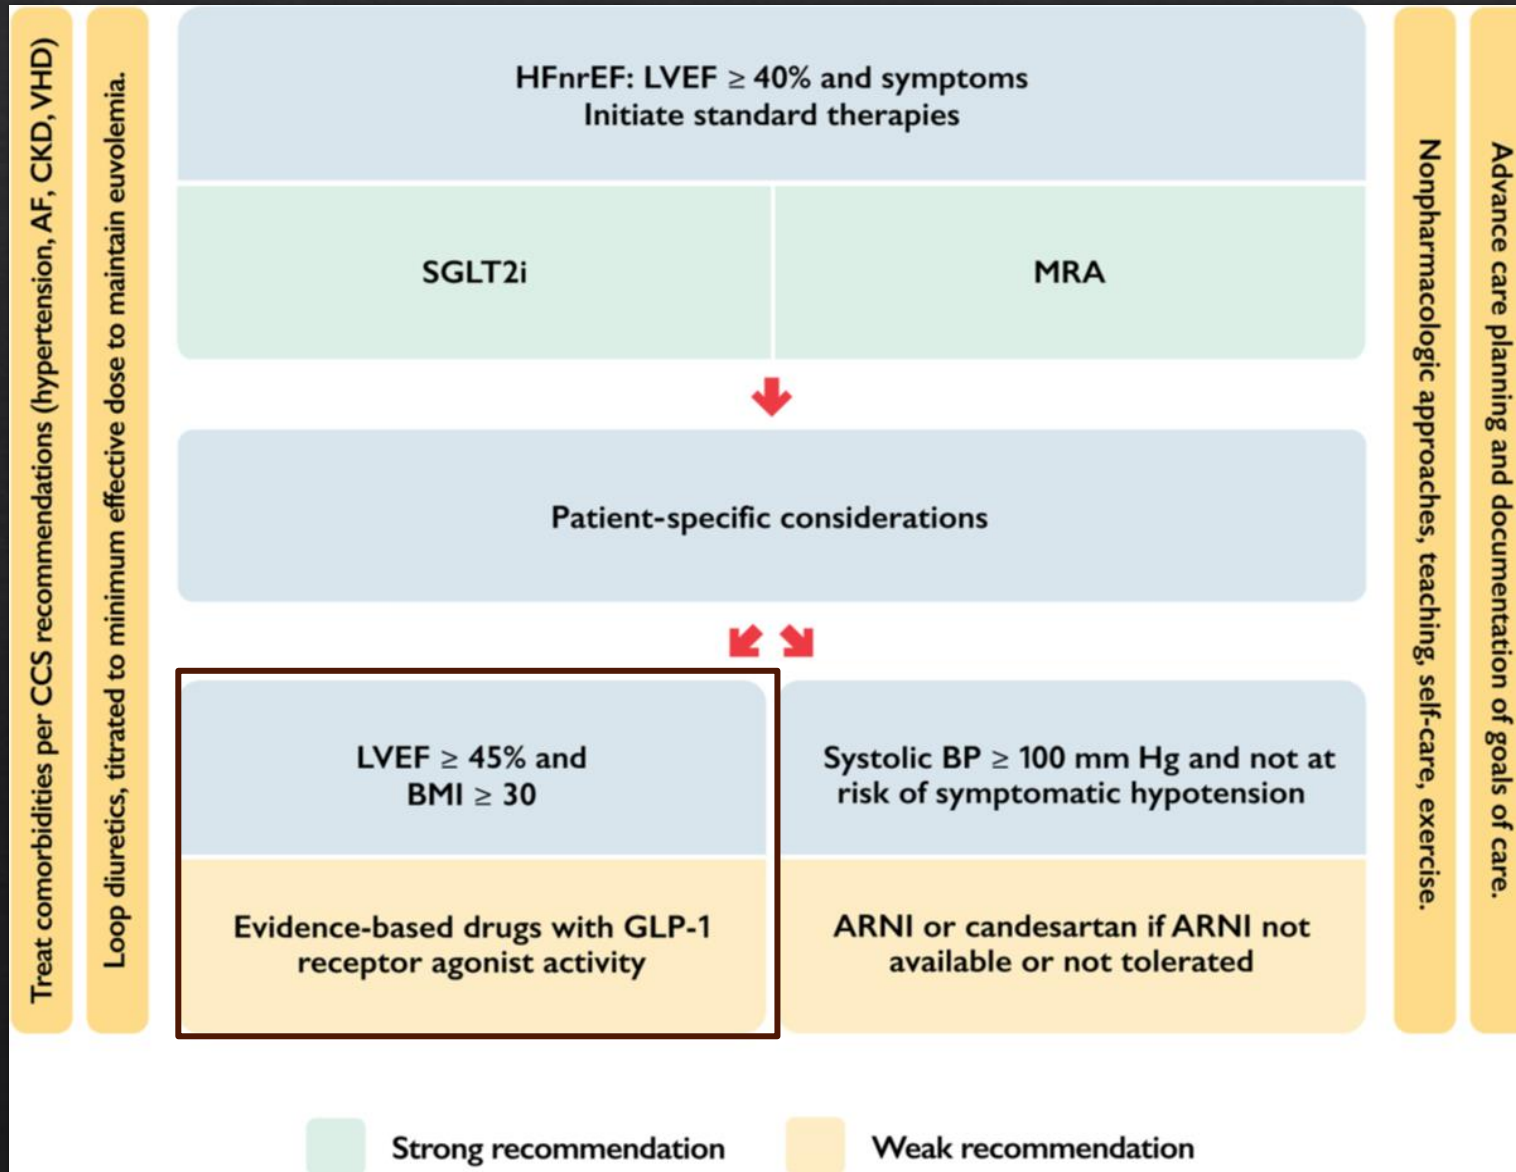 Treat comorbidities per CCS recommendations (hypertension, AF, CKD, VHD)
Loop diuretics, titrated to minimum effective dose to maintain euvolemia.
HFnrEF: LVEF ≥ 40% and symptoms
Initiate standard therapies
SGLT2i
MRA
Patient-specific considerations
LVEF ≥ 45% and
BMI ≥ 30
Evidence-based drugs with GLP-1
receptor agonist activity
Systolic BP ≥ 100 mm Hg and not at
risk of symptomatic hypotension
ARNI or candesartan if ARNI not
available or not tolerated
Nonpharmacologic approaches, teaching, self-care, exercise.
Advance care planning and documentation of goals of care.
Strong recommendation
Weak recommendation